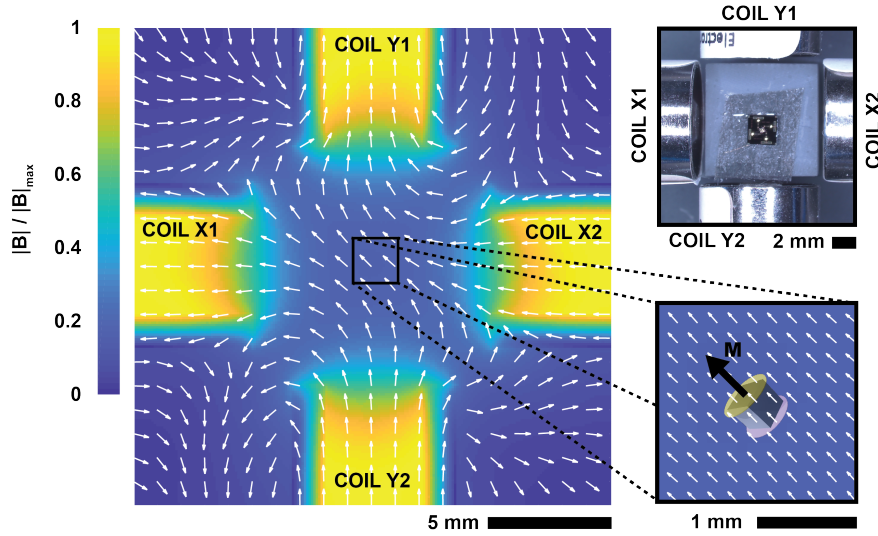 |B| / |B|max
1
0.8
0.6
0.4
0.2
0
COIL Y1
COIL X1
COIL X2
COIL Y2
5 mm
COIL Y1
Electro
COIL X1
COIL X2
COIL Y2
2 mm
M
1 mm